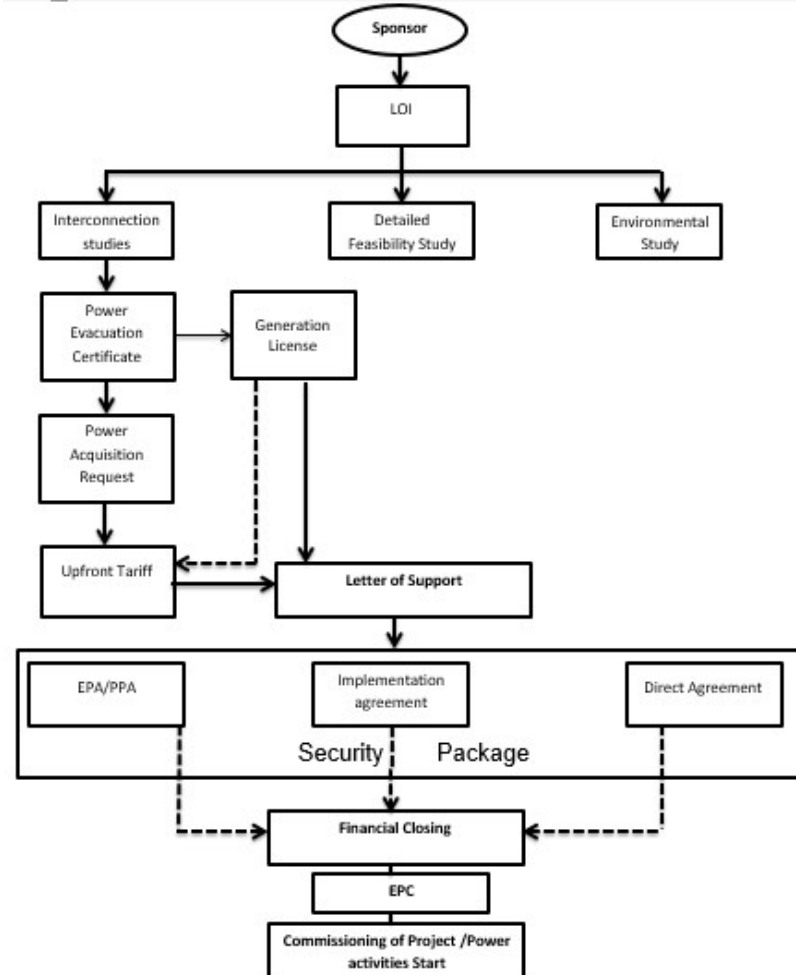 Sponsor
LOI
Interconnection
studies
Detailed
Feasibility Study
Environmental
Study
Power
Evacuation
Certificate
Generation
License
Power
Acquisition
Request
Upfront Tariff
Letter of Support
EPA/PPA
Implementation
agreement
Direct Agreement
Security Package
Financial Closing
EPC
Commissioning of Project /Power
activities Start